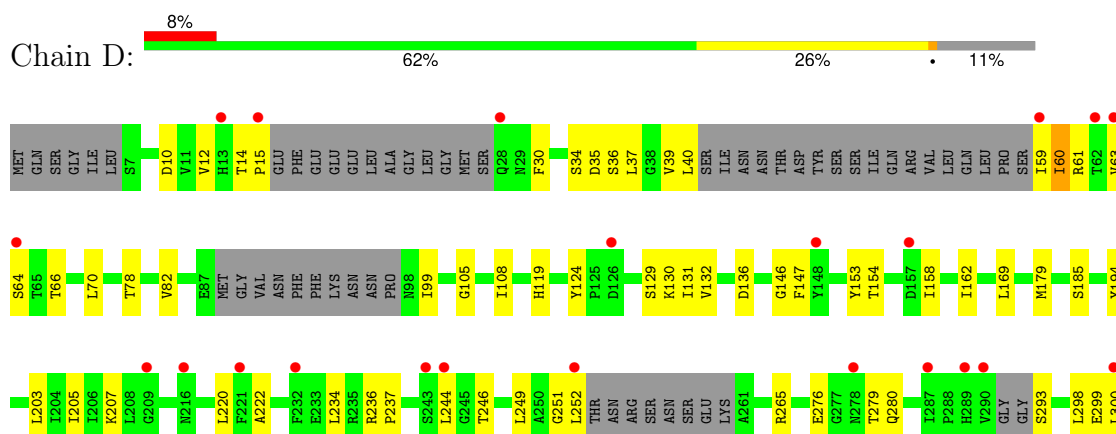 8%
Chain D:
62% 26% • 11%
MET GLN SER GLY ILE LEU S7 D10 V11 V12 H13 T14 P15 GLU PHE GLU GLU GLU LEU ALA GLY LEU GLY MET SER Q28 N29 F30 S34 D35 S36 L37 G38 V39 L40 SER ILE ASN ASN THR ASP TYR SER SER ILE GLN ARG VAL LEU GLN LEU PRO SER I59 I60 R61 T62 V63
S64 T65 T66 L70 T78 V82 E87 MET GLY VAL ASN PHE PHE LYS ASN ASN PRO N98 I99 G105 I108 H119 Y124 P125 D126 S129 K130 I131 V132 D136 G146 F147 Y148 Y153 T154 D157 I158 I162 L169 M179 S185 Y194
L203 I204 I205 I206 K207 L208 G209 N216 L220 F221 A222 F232 E233 L234 R235 R236 P237 S243 L244 G245 T246 L249 A250 G251 L252 THR ASN ARG SER ASN SER GLU LYS A261 R265 E276 G277 N278 T279 Q280 I287 P288 H289 V290 GLY GLY S293 L298 E299